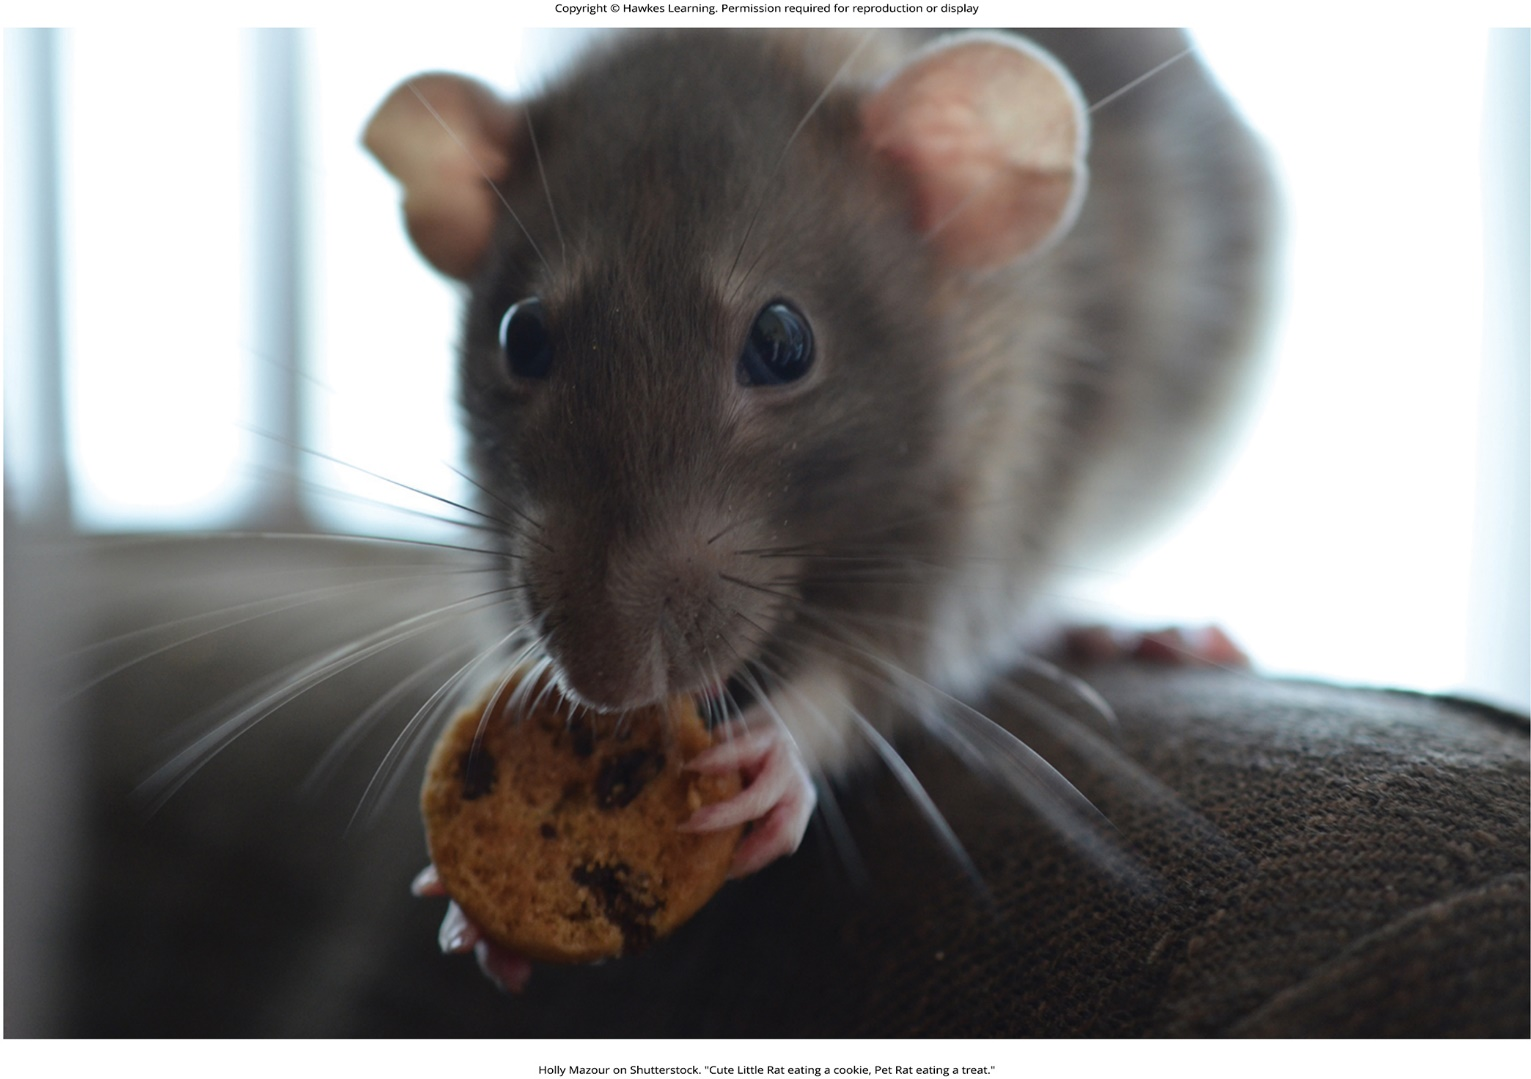 Copyright © Hawkes Learning. Permission required for reproduction or display
Holly Mazour on Shutterstock. "Cute Little Rat eating a cookie, Pet Rat eating a treat."